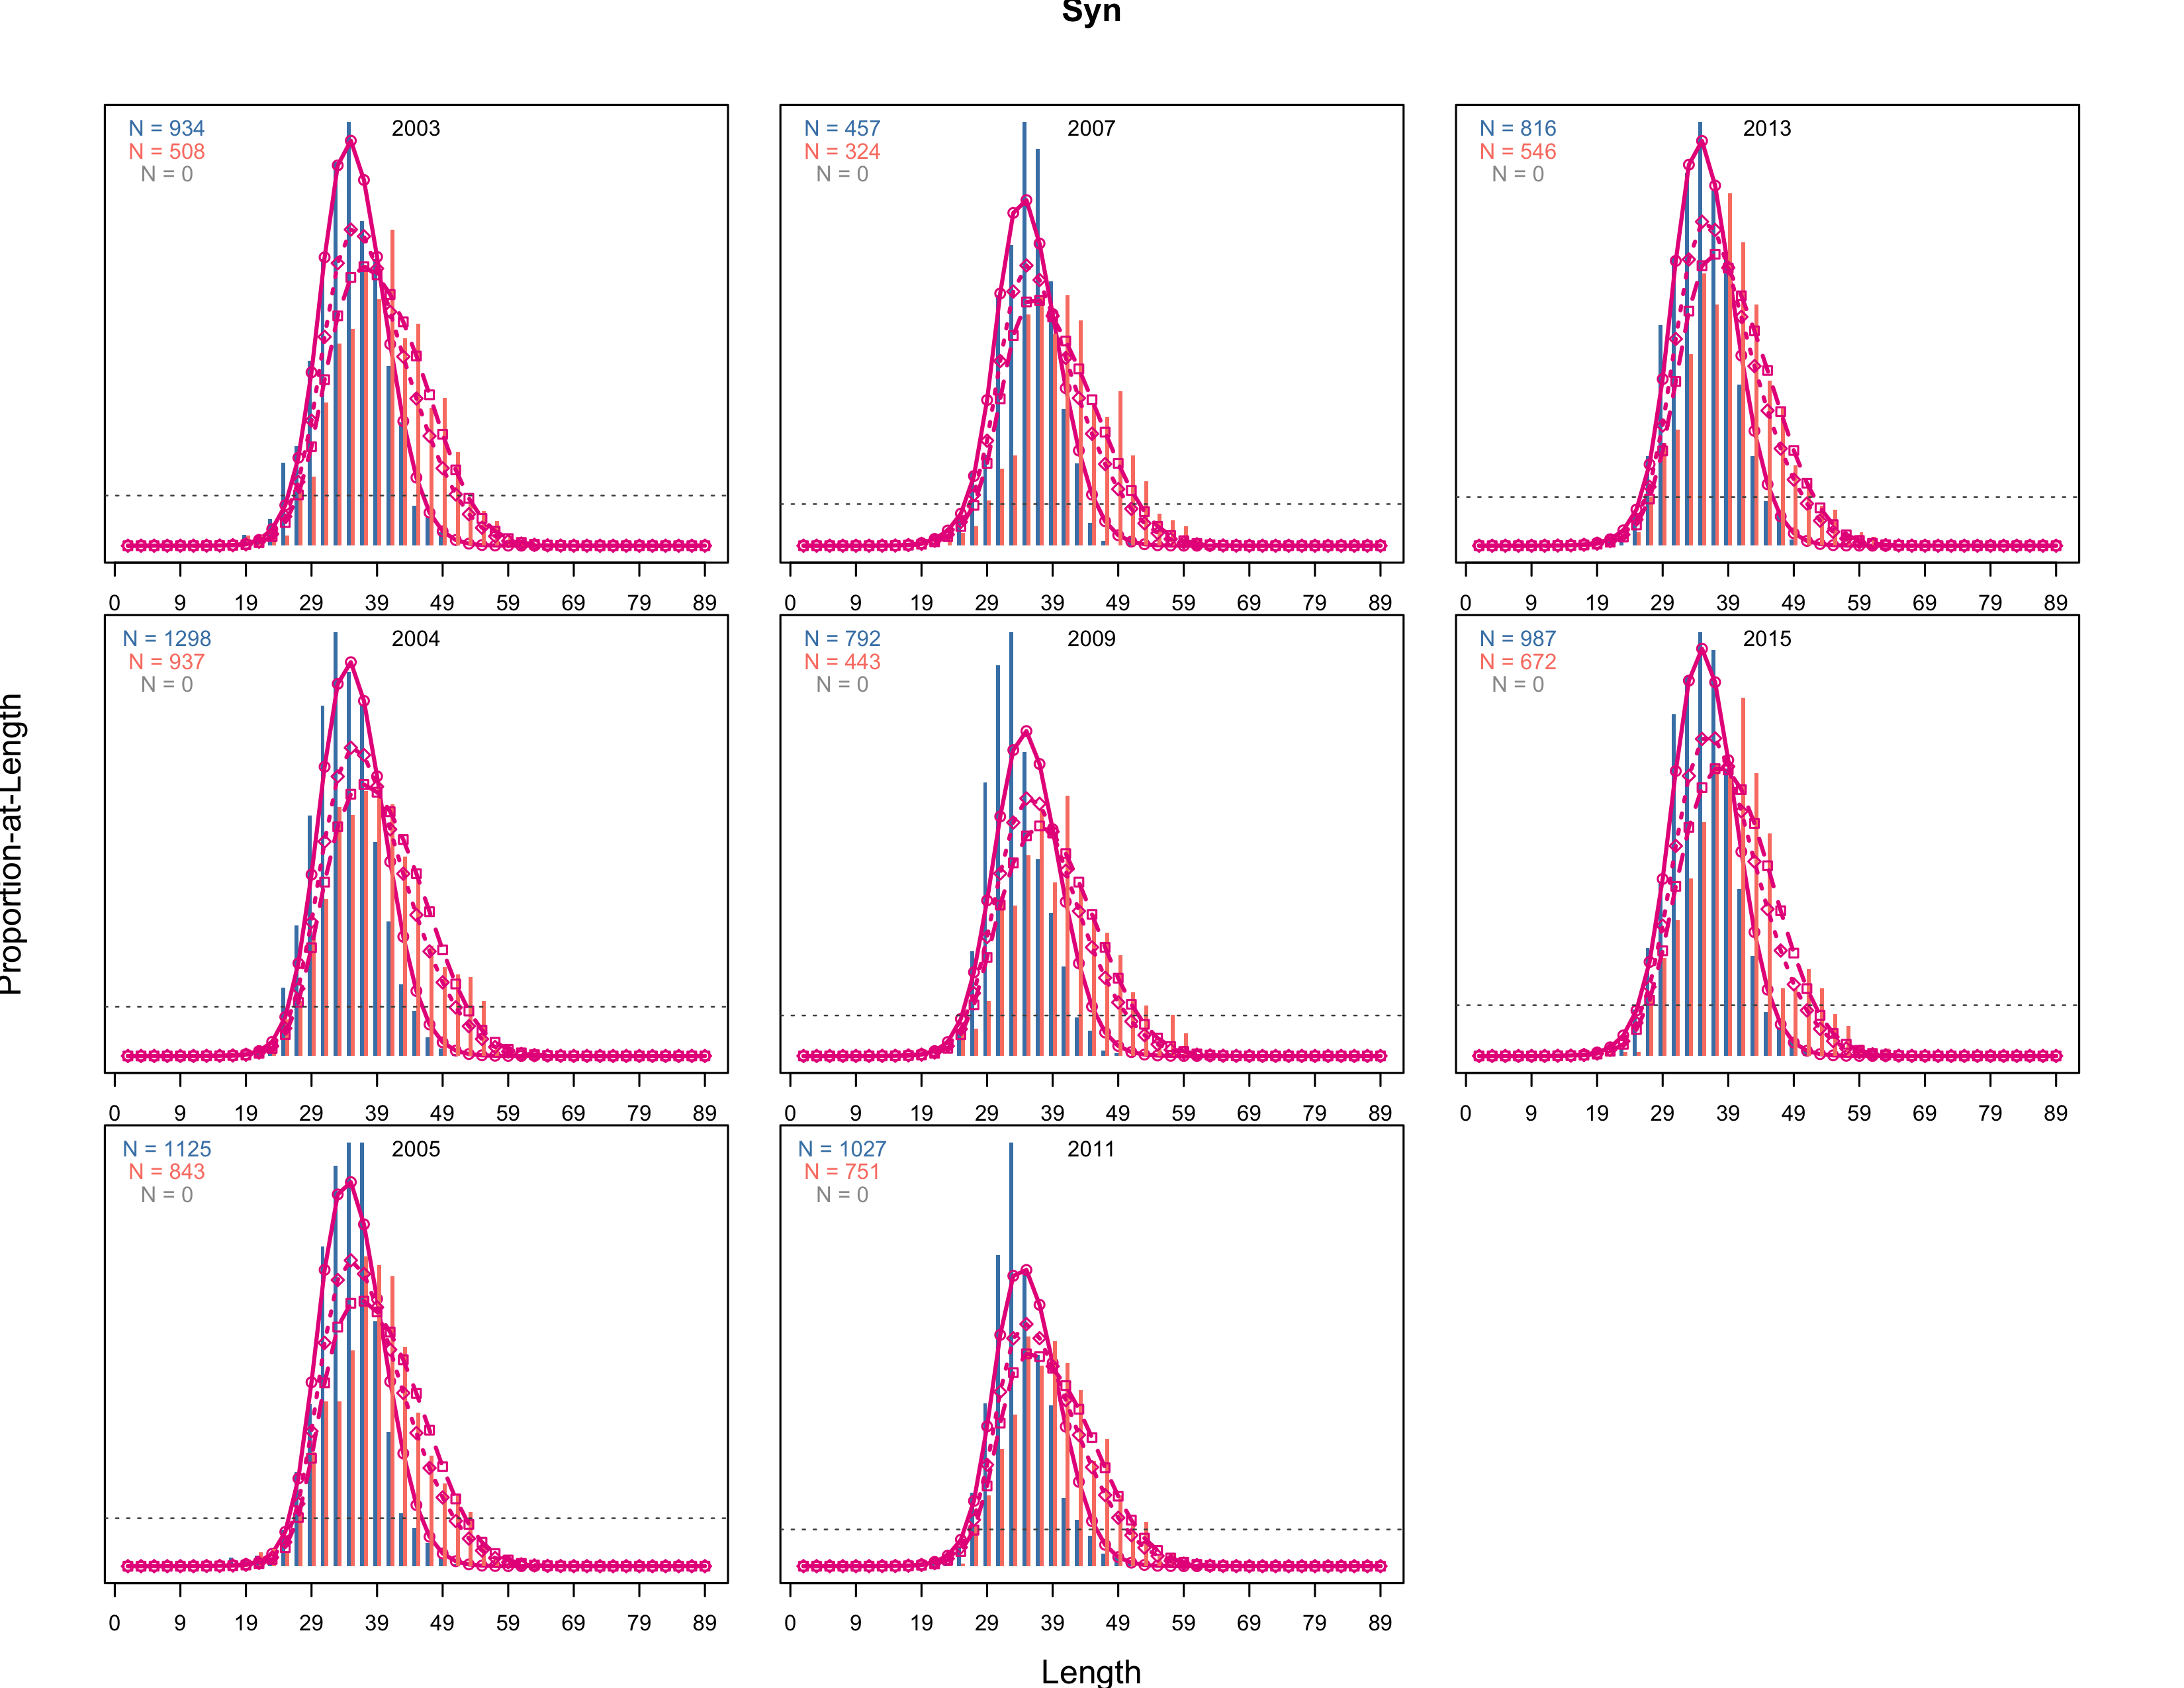 Syn
Proportion-at-Length
N = 934
N = 508
N = 0
2003
0 9 19 29 39 49 59 69 79 89
N = 457
N = 324
N = 0
2007
0 9 19 29 39 49 59 69 79 89
N = 816
N = 546
N = 0
2013
0 9 19 29 39 49 59 69 79 89
N = 1298
N = 937
N = 0
2004
0 9 19 29 39 49 59 69 79 89
N = 792
N = 443
N = 0
2009
0 9 19 29 39 49 59 69 79 89
N = 987
N = 672
N = 0
2015
0 9 19 29 39 49 59 69 79 89
N = 1125
N = 843
N = 0
2005
0 9 19 29 39 49 59 69 79 89
N = 1027
N = 751
N = 0
2011
0 9 19 29 39 49 59 69 79 89
Length